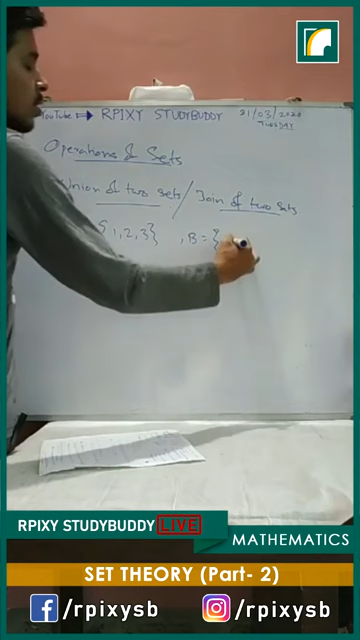 YouTube ➡ RPIXY STUDYBUDDY
21/03/2020
TUESDAY
Operations of Sets
Union of two sets / Join of two sets
{1, 2, 3} , B = {
RPIXY STUDYBUDDY LIVE
MATHEMATICS
SET THEORY (Part- 2)
/rpixysb /rpixysb